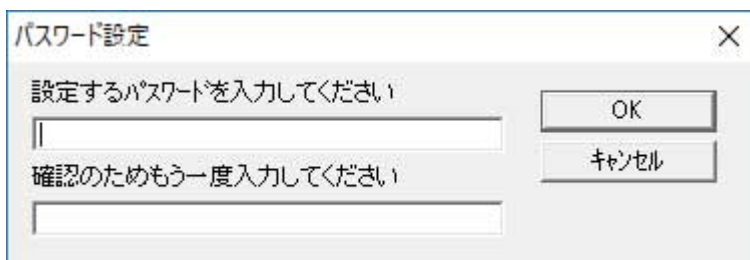 パスワード設定
設定するﾊﾟｽﾜｰﾄﾞを入力してください
OK
ｷｬﾝｾﾙ
確認のためもう一度入力してください